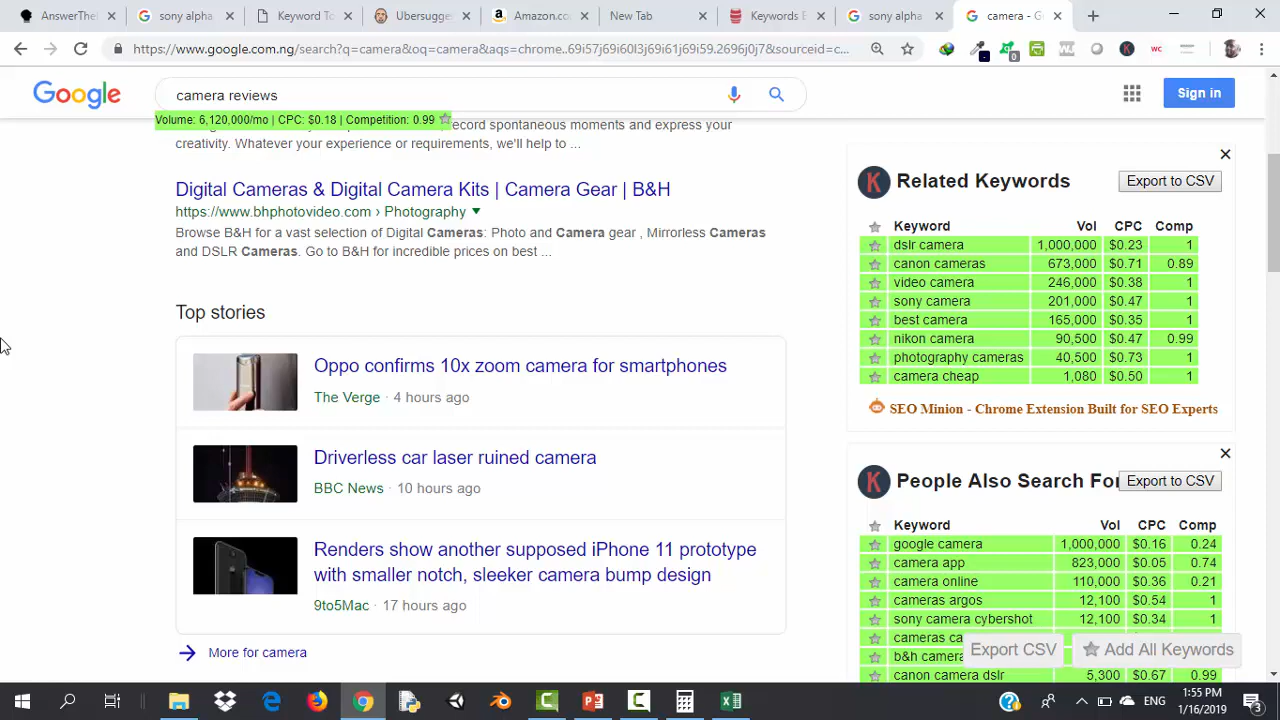 AnswerThe
sony alpha
Keyword To
Ubersugge
Amazon.co
New Tab
Keywords E
sony alpha
camera - G
https://www.google.com.ng/search?q=camera&oq=camera&aqs=chrome...69i57j69i60l3j69i61j69i59.2696j0j7&sourceid=c...
Google
camera reviews
Sign in
Volume: 6,120,000/mo | CPC: $0.18 | Competition: 0.99
record spontaneous moments and express your
creativity. Whatever your experience or requirements, we'll help to ...
Digital Cameras & Digital Camera Kits | Camera Gear | B&H
https://www.bhphotovideo.com › Photography
Browse B&H for a vast selection of Digital Cameras: Photo and Camera gear , Mirrorless Cameras
and DSLR Cameras. Go to B&H for incredible prices on best ...
Top stories
Oppo confirms 10x zoom camera for smartphones
The Verge · 4 hours ago
Driverless car laser ruined camera
BBC News · 10 hours ago
Renders show another supposed iPhone 11 prototype
with smaller notch, sleeker camera bump design
9to5Mac · 17 hours ago
More for camera
Related Keywords
Export to CSV
Keyword Vol CPC Comp
dslr camera 1,000,000 $0.23 1
canon cameras 673,000 $0.71 0.89
video camera 246,000 $0.38 1
sony camera 201,000 $0.47 1
best camera 165,000 $0.35 1
nikon camera 90,500 $0.47 0.99
photography cameras 40,500 $0.73 1
camera cheap 1,080 $0.50 1
SEO Minion - Chrome Extension Built for SEO Experts
People Also Search For
Export to CSV
Keyword Vol CPC Comp
google camera 1,000,000 $0.16 0.24
camera app 823,000 $0.05 0.74
camera online 110,000 $0.36 0.21
cameras argos 12,100 $0.54 1
sony camera cybershot 12,100 $0.34 1
cameras ca
b&h camera
canon camera dslr 5,300 $0.67 0.99
Export CSV
Add All Keywords
ENG
1:55 PM
1/16/2019
3